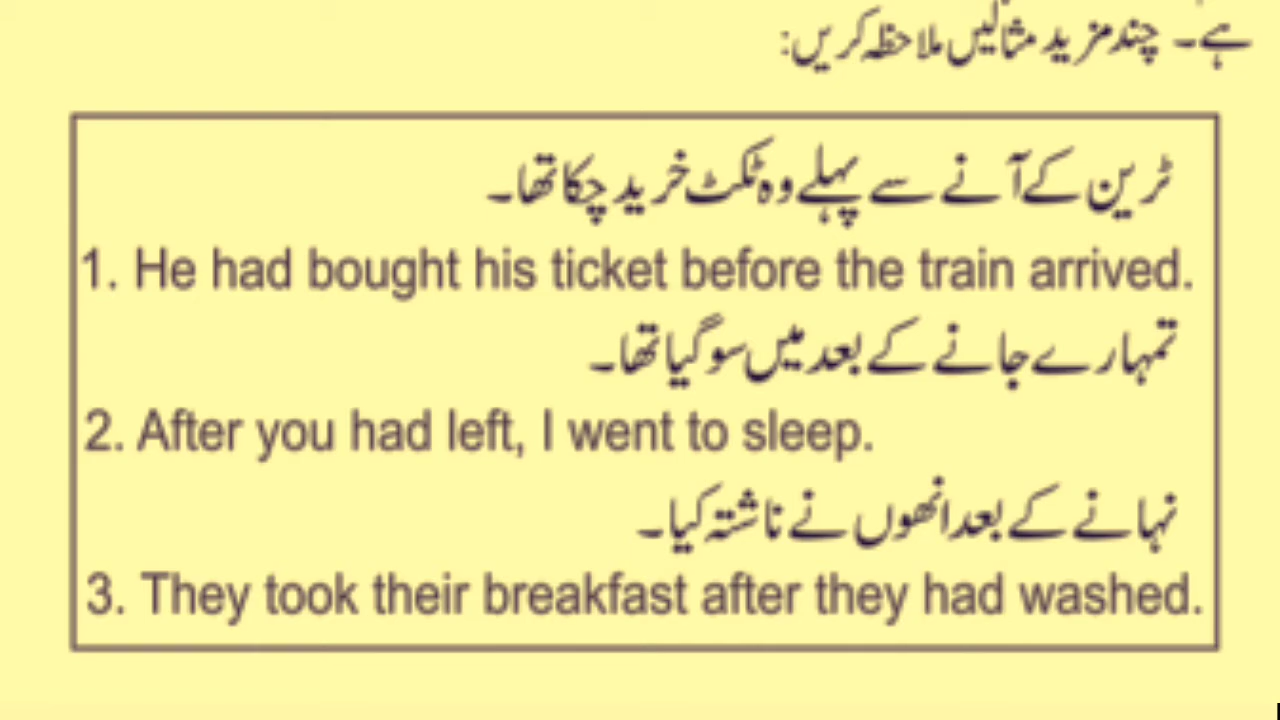 ہے۔ چند مزید مثالیں ملاحظہ کریں:
ٹرین کے آنے سے پہلے وہ ٹکٹ خرید چکا تھا۔
1. He had bought his ticket before the train arrived.
تمہارے جانے کے بعد میں سو گیا تھا۔
2. After you had left, I went to sleep.
نہانے کے بعد انھوں نے ناشتہ کیا۔
3. They took their breakfast after they had washed.